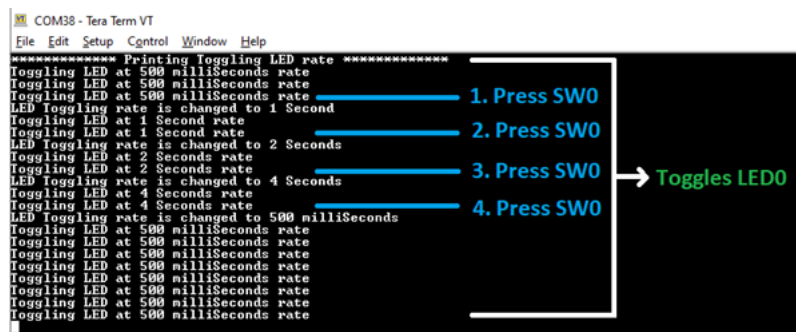 COM38 - Tera Term VT
File Edit Setup Control Window Help
************* Printing Toggling LED rate *************
Toggling LED at 500 milliSeconds rate
Toggling LED at 500 milliSeconds rate
Toggling LED at 500 milliSeconds rate 1. Press SW0
LED Toggling rate is changed to 1 Second
Toggling LED at 1 Second rate
Toggling LED at 1 Second rate 2. Press SW0
LED Toggling rate is changed to 2 Seconds
Toggling LED at 2 Seconds rate
Toggling LED at 2 Seconds rate 3. Press SW0
LED Toggling rate is changed to 4 Seconds
Toggling LED at 4 Seconds rate
Toggling LED at 4 Seconds rate 4. Press SW0
LED Toggling rate is changed to 500 milliSeconds
Toggling LED at 500 milliSeconds rate
Toggling LED at 500 milliSeconds rate
Toggling LED at 500 milliSeconds rate
Toggling LED at 500 milliSeconds rate
Toggling LED at 500 milliSeconds rate
Toggling LED at 500 milliSeconds rate
Toggling LED at 500 milliSeconds rate
Toggles LED0